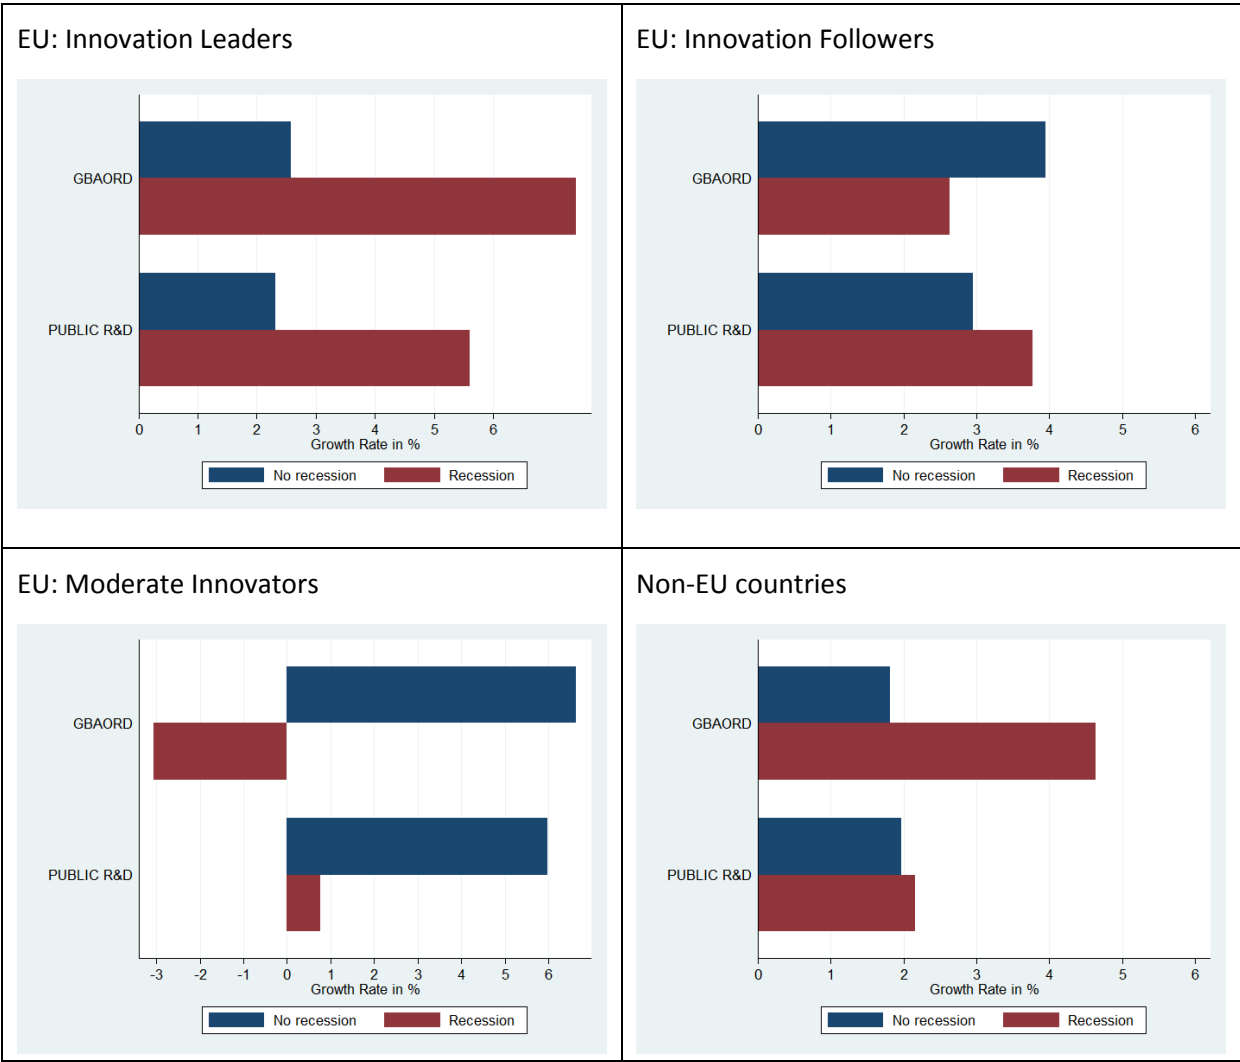 EU: Innovation Leaders
GBAORD
PUBLIC R&D
0 1 2 3 4 5 6
Growth Rate in %
No recession Recession
EU: Innovation Followers
GBAORD
PUBLIC R&D
0 1 2 3 4 5 6
Growth Rate in %
No recession Recession
EU: Moderate Innovators
GBAORD
PUBLIC R&D
-3 -2 -1 0 1 2 3 4 5 6
Growth Rate in %
No recession Recession
Non-EU countries
GBAORD
PUBLIC R&D
0 1 2 3 4 5 6
Growth Rate in %
No recession Recession